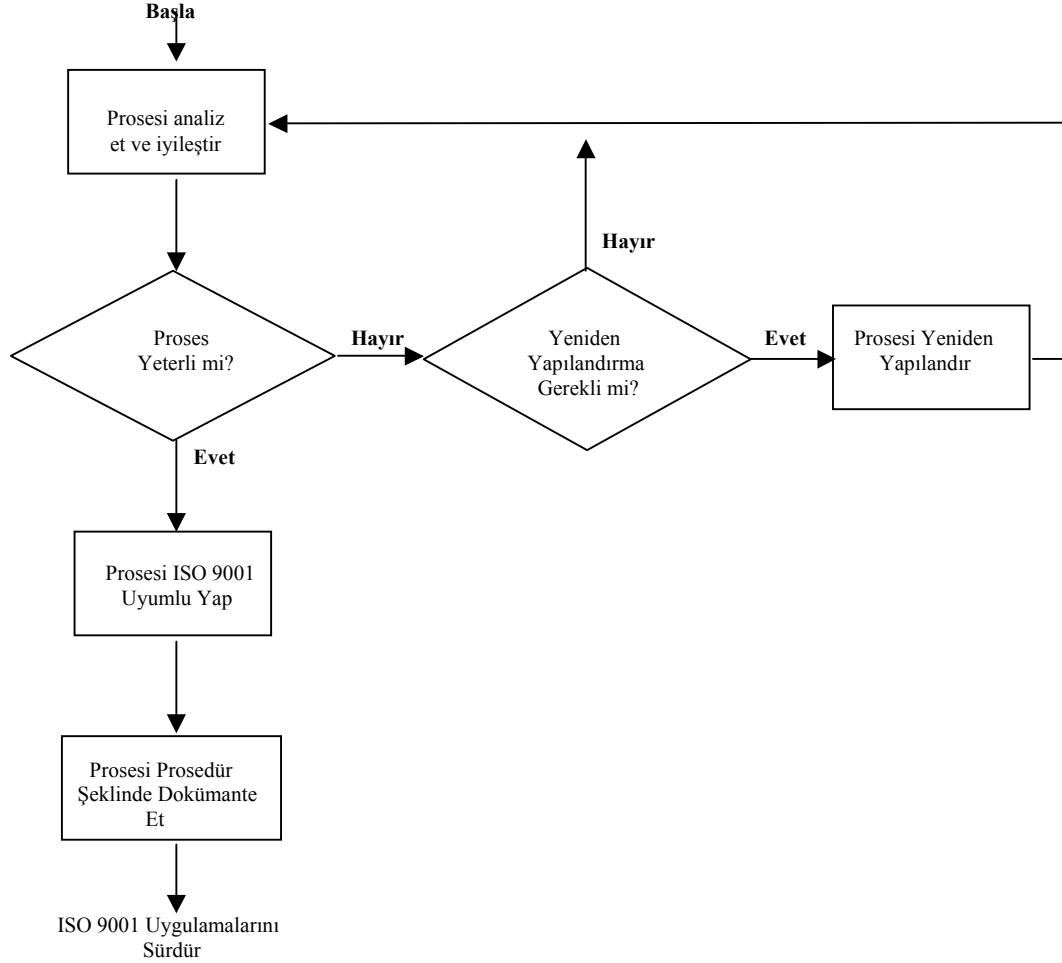 Başla
Prosesi analiz
et ve iyileştir
Hayır
Proses
Yeterli mi?
Hayır
Yeniden
Yapılandırma
Gerekli mi?
Evet
Prosesi Yeniden
Yapılandır
Evet
Prosesi ISO 9001
Uyumlu Yap
Prosesi Prosedür
Şeklinde Dokümante
Et
ISO 9001 Uygulamalarını
Sürdür